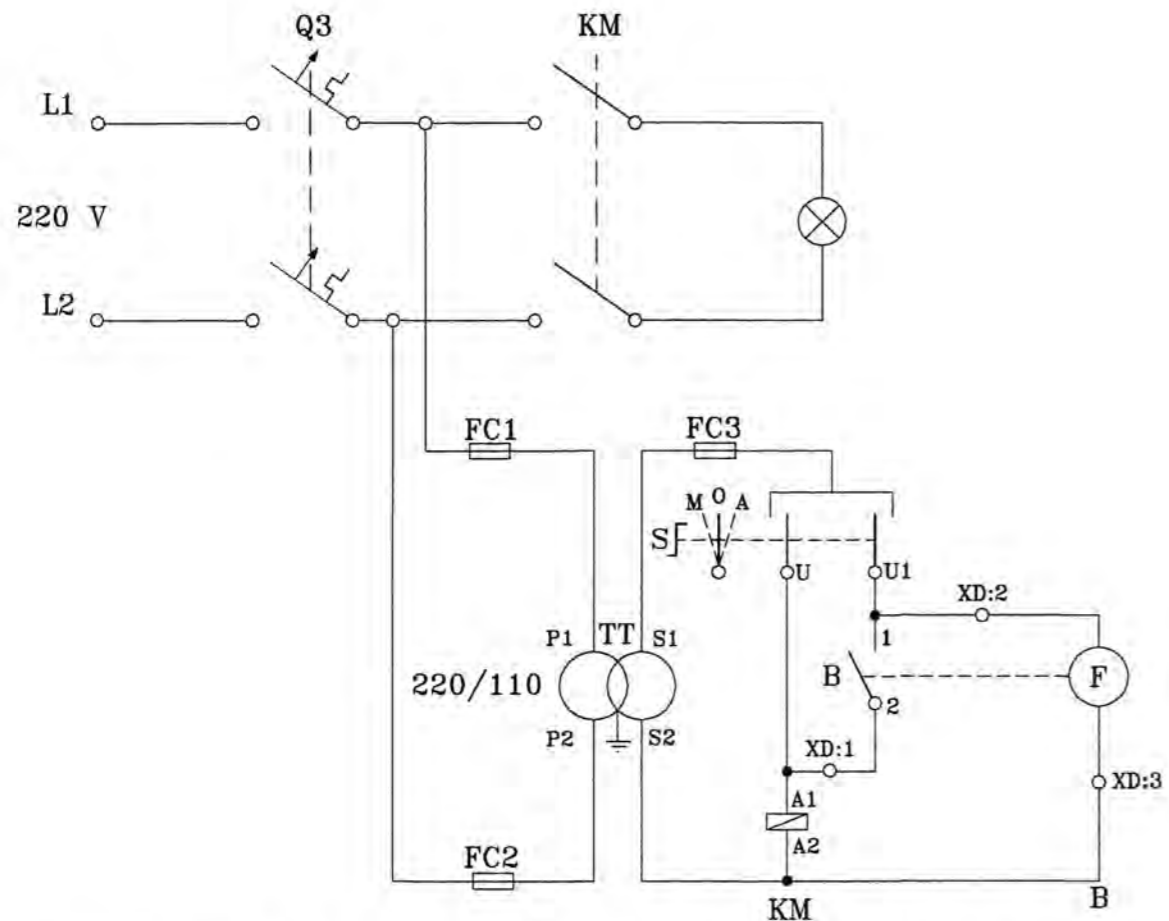 Q3
KM
L1
220 V
L2
FC1
FC3
M O A
S
U
U1
XD:2
1
P1 TT S1
220/110
B
F
2
P2
S2
XD:1
XD:3
A1
A2
FC2
KM
B